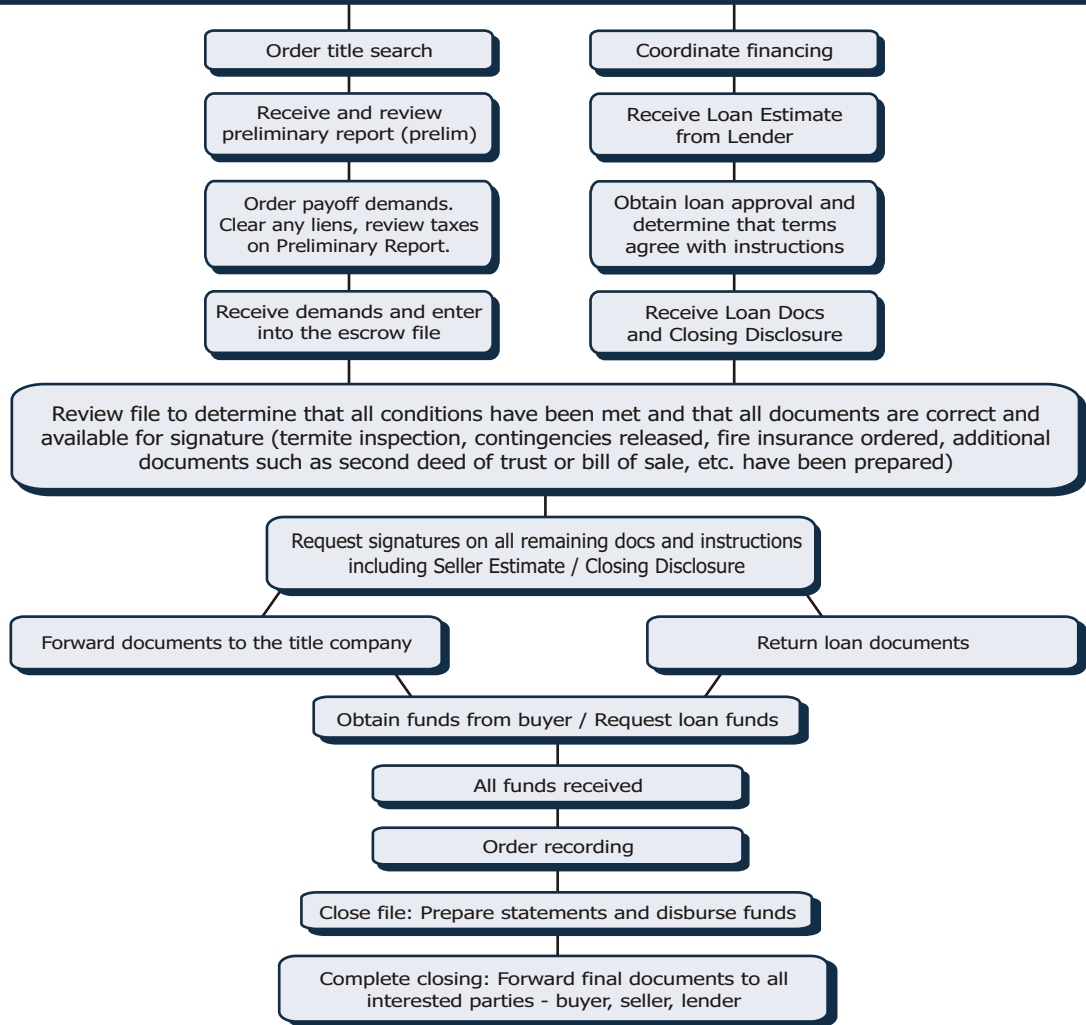 Order title search
Coordinate financing
Receive and review
preliminary report (prelim)
Receive Loan Estimate
from Lender
Order payoff demands.
Clear any liens, review taxes
on Preliminary Report.
Obtain loan approval and
determine that terms
agree with instructions
Receive demands and enter
into the escrow file
Receive Loan Docs
and Closing Disclosure
Review file to determine that all conditions have been met and that all documents are correct and
available for signature (termite inspection, contingencies released, fire insurance ordered, additional
documents such as second deed of trust or bill of sale, etc. have been prepared)
Request signatures on all remaining docs and instructions
including Seller Estimate / Closing Disclosure
Forward documents to the title company
Return loan documents
Obtain funds from buyer / Request loan funds
All funds received
Order recording
Close file: Prepare statements and disburse funds
Complete closing: Forward final documents to all
interested parties - buyer, seller, lender